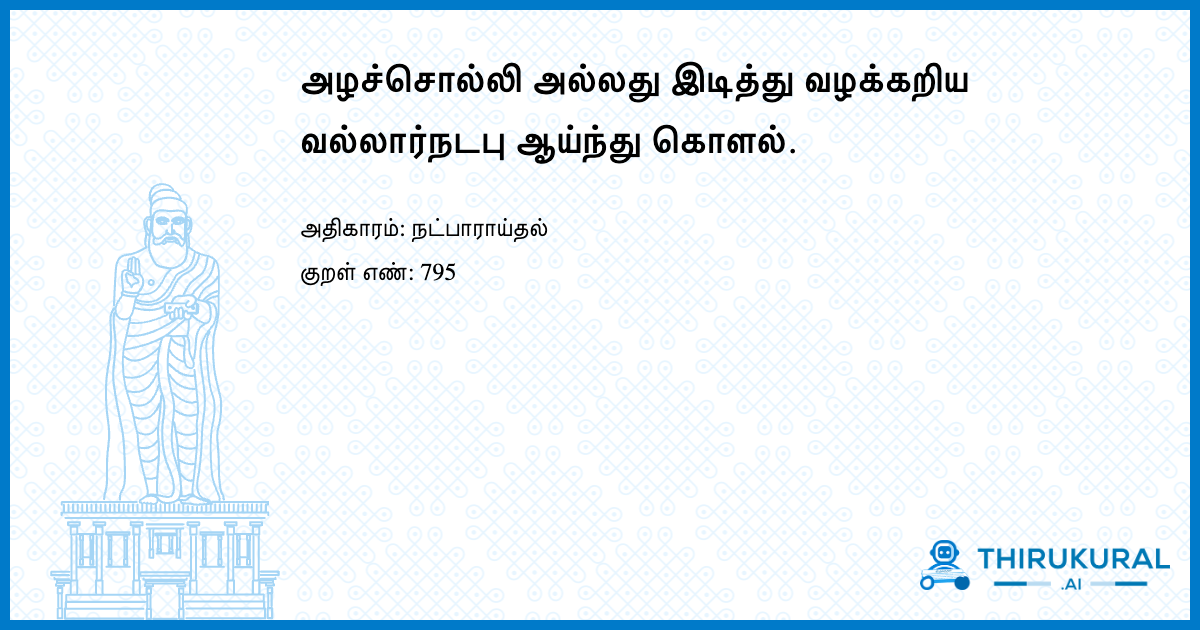 அழச்சொல்லி அல்லது இடித்து வழக்கறிய
வல்லார்நடபு ஆய்ந்து கொளல்.
அதிகாரம்: நட்பாராய்தல்
குறள் எண்: 795
THIRUKURAL
.AI